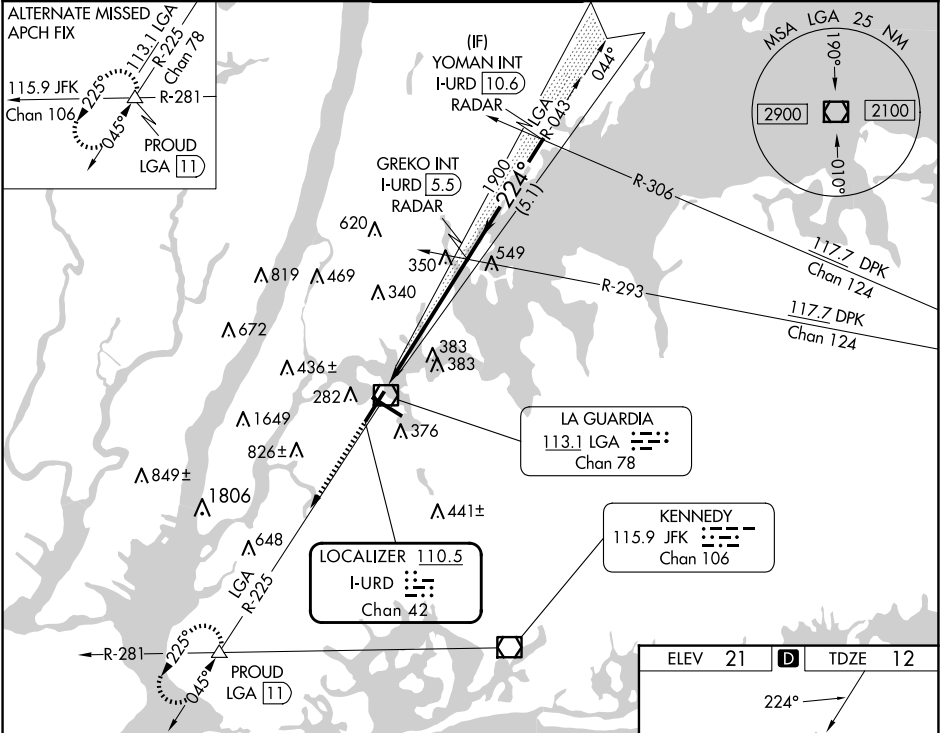 ALTERNATE MISSED
APCH FIX
113.1 LGA
R-225
Chan 78
115.9 JFK
Chan 106
R-281
225°
045°
PROUD
LGA 11
(IF)
YOMAN INT
I-URD 10.6
RADAR
LGA
R-043
044°
MSA LGA 25 NM
190°
2900
2100
010°
GREKO INT
I-URD 5.5
RADAR
1900
224°
(5.1)
R-306
117.7 DPK
Chan 124
R-293
117.7 DPK
Chan 124
620
350
549
819
469
340
672
383
383
436±
282
1649
376
826±
849±
1806
441±
648
LA GUARDIA
113.1 LGA
Chan 78
KENNEDY
115.9 JFK
Chan 106
LOCALIZER 110.5
I-URD
Chan 42
LGA
R-225
R-281
225°
045°
PROUD
LGA 11
ELEV 21 D TDZE 12
224°